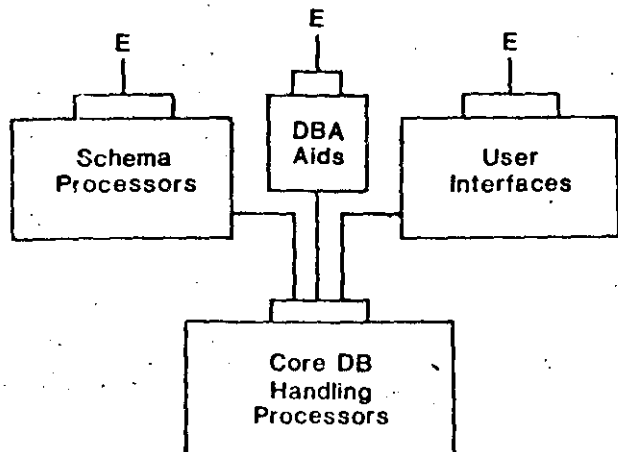 E
E
E
Schema
Processors
DBA
Aids
User
Interfaces
Core DB
Handling
Processors